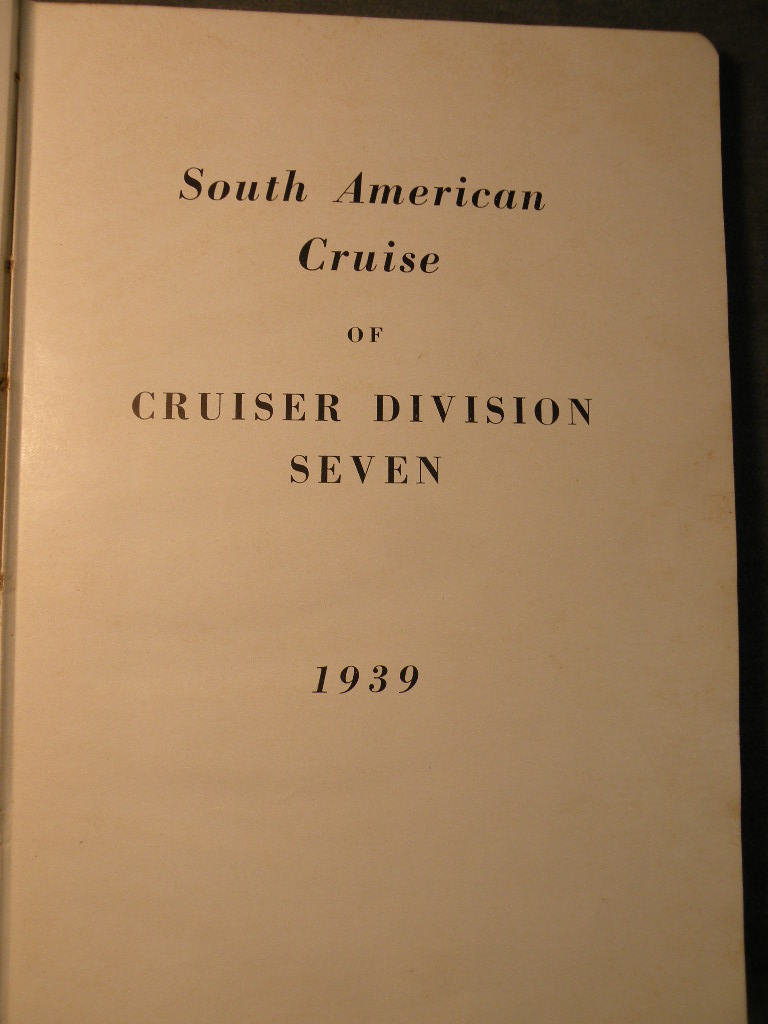 South American
Cruise
OF
CRUISER DIVISION
SEVEN
1939